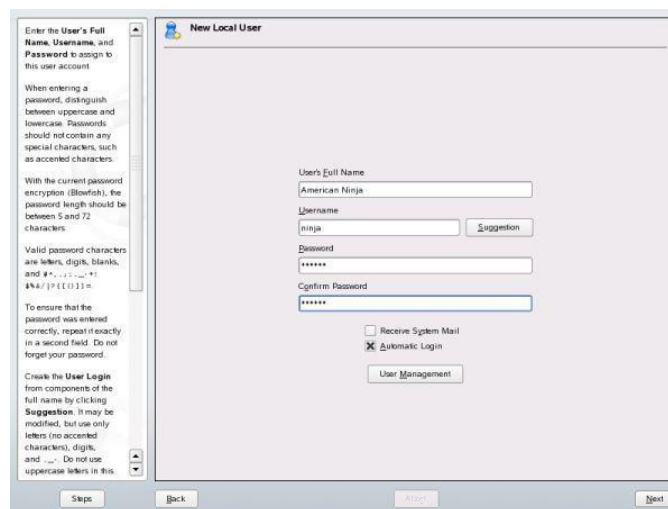 Enter the User's Full
Name, Username, and
Password to assign to
this user account
When entering a
password, distinguish
between uppercase and
lowercase. Passwords
should not contain any
special characters, such
as accented characters.
With the current password
encryption (Blowfish), the
password length should be
between 5 and 72
characters.
Valid password characters
are letters, digits, blanks,
and
To ensure that the
password was entered
correctly, repeat it exactly
in a second field. Do not
forget your password.
Create the User Login
from components of the
full name by clicking
Suggestion. It may be
modified, but use only
letters (no accented
characters), digits,
and ._-. Do not use
uppercase letters in this
New Local User
User's Full Name
American Ninja
Username
ninja
Suggestion
Password
••••••
Confirm Password
••••••
Receive System Mail
Automatic Login
User Management
Steps
Back
Abort
Next